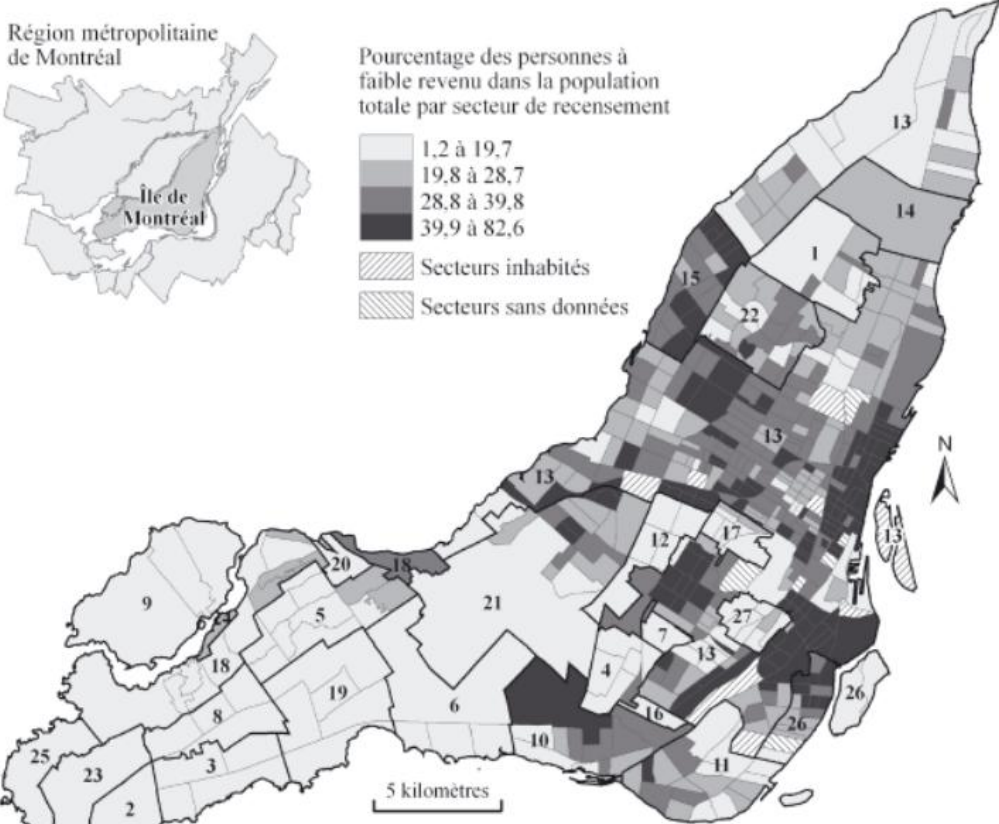 Région métropolitaine
de Montréal
Île de
Montréal
Pourcentage des personnes à
faible revenu dans la population
totale par secteur de recensement
1,2 à 19,7
19,8 à 28,7
28,8 à 39,8
39,9 à 82,6
Secteurs inhabités
Secteurs sans données
13
14
1
15
22
13
N
13
13
12
17
20
18
9
5
21
27
7
13
18
4
19
6
26
8
16
26
10
25
3
11
23
2
5 kilomètres